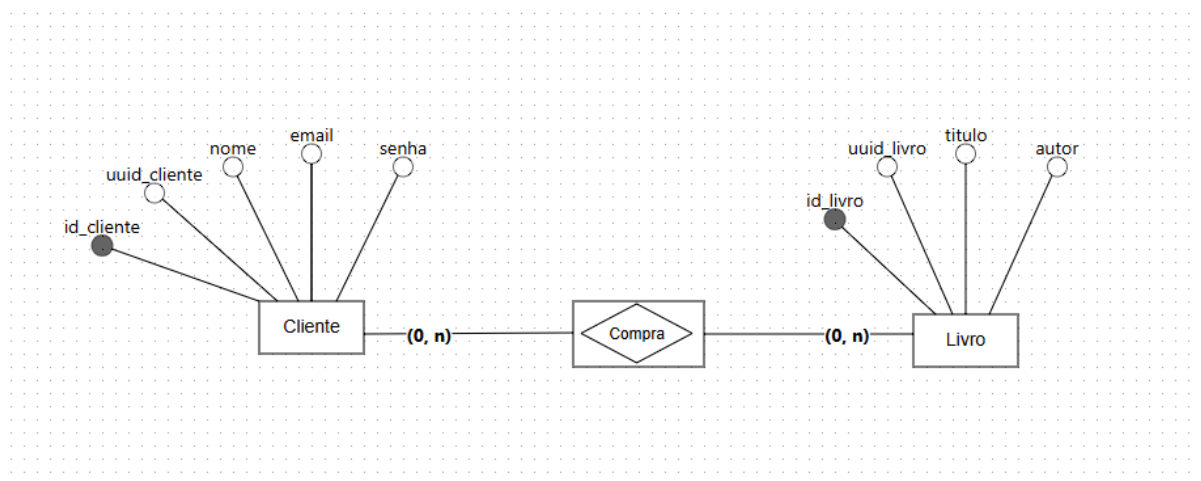 email
titulo
nome
senha
uuid_livro
autor
uuid_cliente
id_livro
id_cliente
Cliente
(0, n)
Compra
(0, n)
Livro